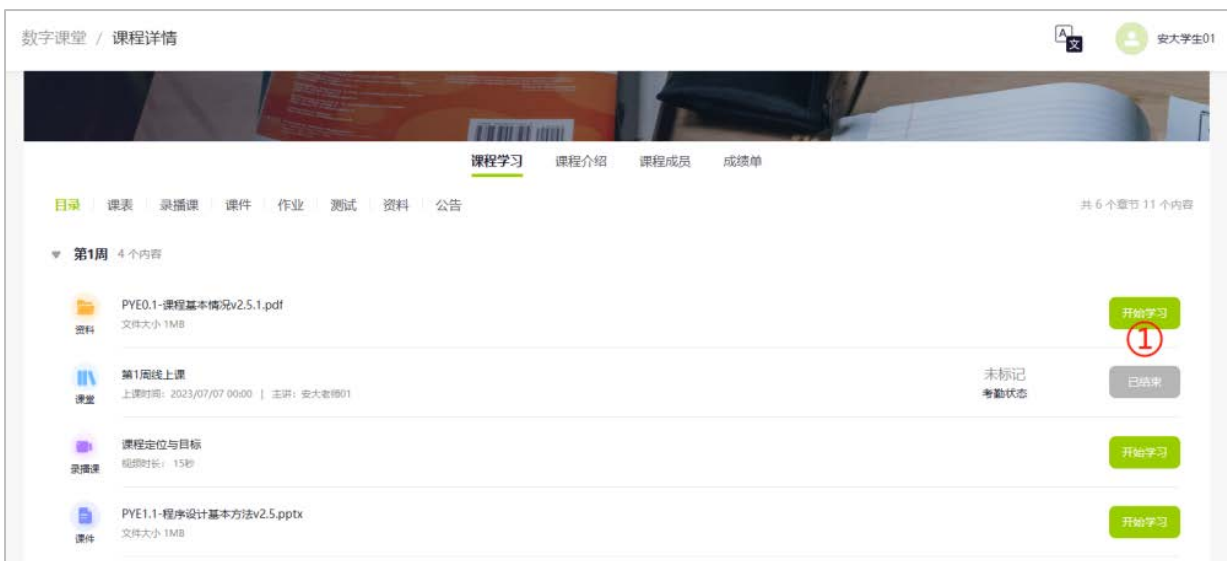 数字课堂 / 课程详情
安大学生01
课程学习 课程介绍 课程成员 成绩单
目录 课表 录播课 课件 作业 测试 资料 公告 共 6 个章节 11 个内容
第1周 4 个内容
PYE0.1-课程基本情况v2.5.1.pdf
资料 文件大小 1MB 开始学习
①
第1周线上课 未标记
课堂 上课时间：2023/07/07 00:00 | 主讲：安大老师01 考勤状态 已结束
课程定位与目标
录播课 视频时长： 15秒 开始学习
PYE1.1-程序设计基本方法v2.5.pptx
课件 文件大小 1MB 开始学习